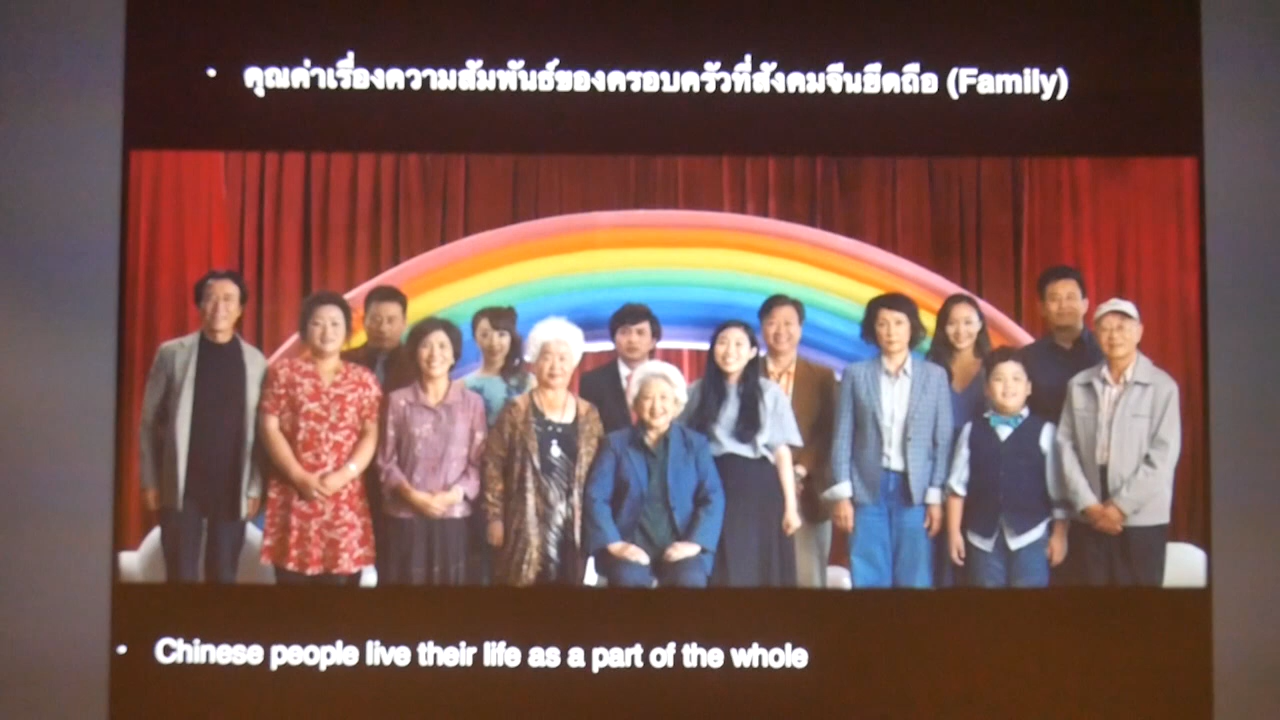 • คุณค่าเรื่องความสัมพันธ์ของครอบครัวที่สังคมจีนยึดถือ (Family)
• Chinese people live their life as a part of the whole